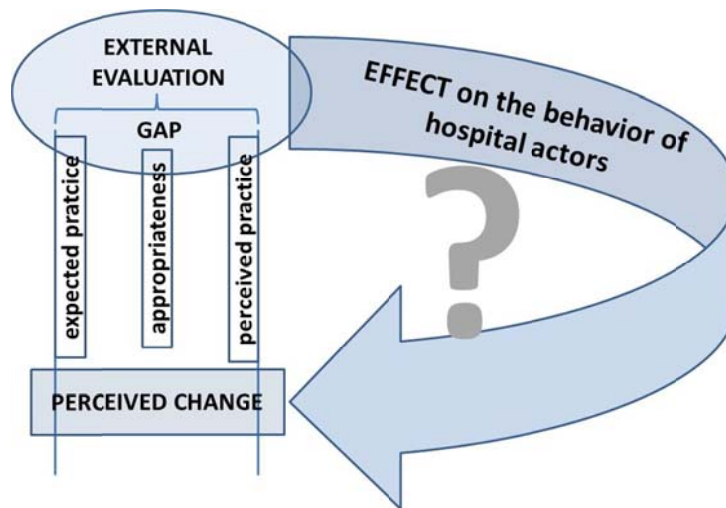 EXTERNAL
EVALUATION
GAP
expected pratcice
appropriateness
perceived practice
PERCEIVED CHANGE
EFFECT on the behavior of
hospital actors
?